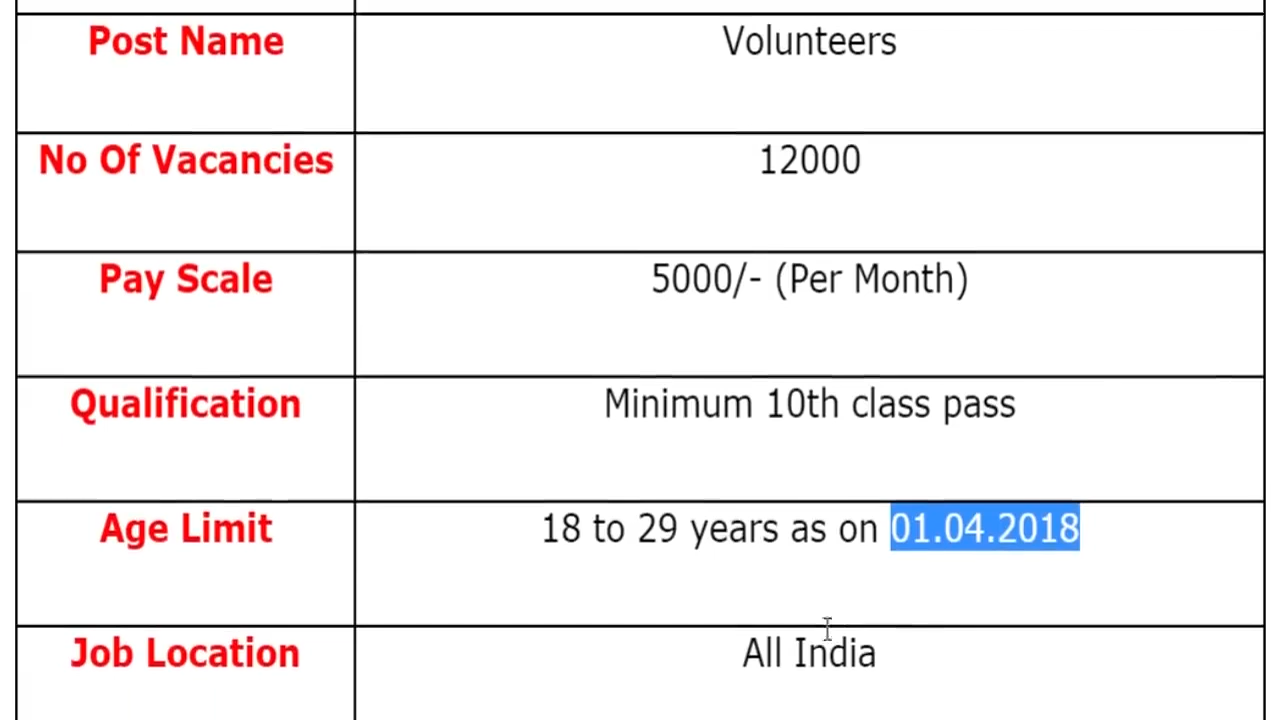 Post Name
Volunteers
No Of Vacancies
12000
Pay Scale
5000/- (Per Month)
Qualification
Minimum 10th class pass
Age Limit
18 to 29 years as on 01.04.2018
Job Location
All India